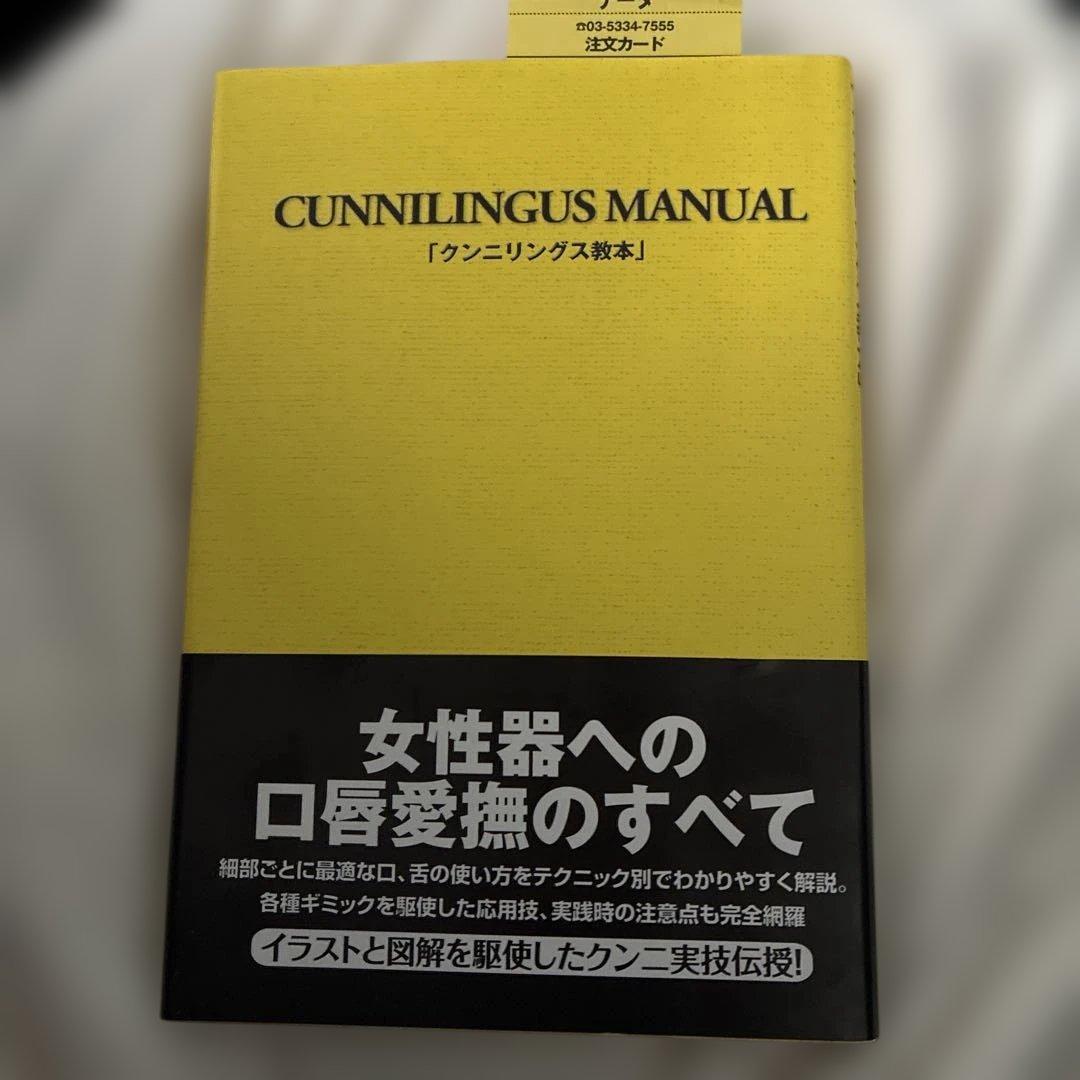 ☎03-5334-7555
注文カード
CUNNILINGUS MANUAL
「クンニリングス教本」
女性器への
口唇愛撫のすべて
細部ごとに最適な口、舌の使い方をテクニック別でわかりやすく解説。
各種ギミックを駆使した応用技、実践時の注意点も完全網羅
イラストと図解を駆使したクンニ実技伝授!